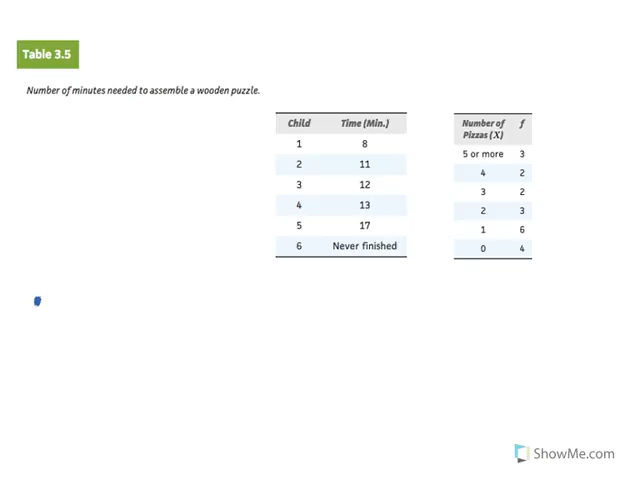 Table 3.5
Number of minutes needed to assemble a wooden puzzle.
Child Time (Min.)
1 8
2 11
3 12
4 13
5 17
6 Never finished
Number of Pizzas (X) f
5 or more 3
4 2
3 2
2 3
1 6
0 4
ShowMe.com